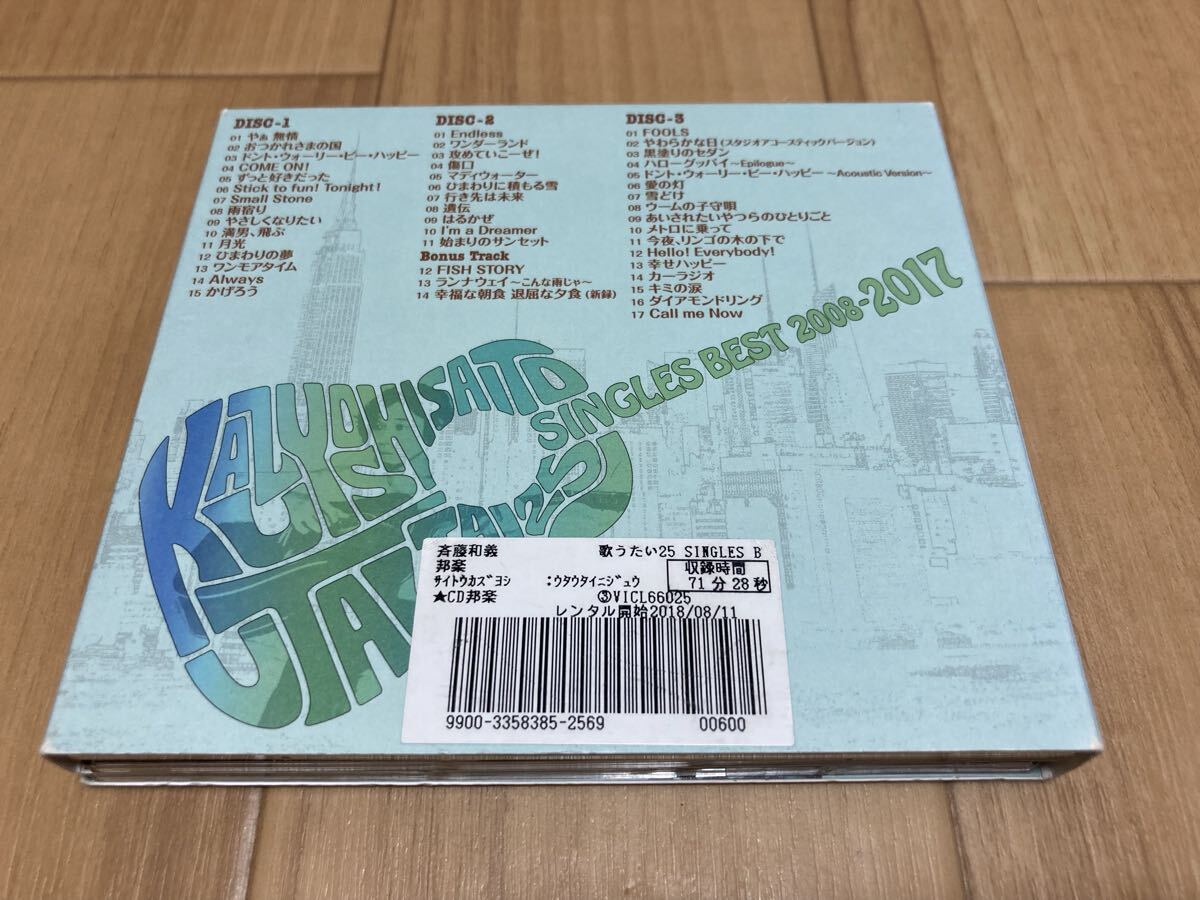 DISC-1
01 やぁ 無情
02 おつかれさまの国
03 ドント・ウォーリー・ビー・ハッピー
04 COME ON!
05 ずっと好きだった
06 Stick to fun! Tonight!
07 Small Stone
08 雨宿り
09 やさしくなりたい
10 満男、飛ぶ
11 月光
12 ひまわりの夢
13 ワンモアタイム
14 Always
15 かげろう
DISC-2
01 Endless
02 ワンダーランド
03 攻めていこーぜ!
04 傷口
05 マディウォーター
06 ひまわりに積もる雪
07 行き先は未来
08 遺伝
09 はるかぜ
10 I'm a Dreamer
11 始まりのサンセット
Bonus Track
12 FISH STORY
13 ランナウェイ〜こんな雨じゃ〜
14 幸福な朝食 退屈な夕食 (新録)
DISC-3
01 FOOLS
02 やわらかな日 (スタジオアコースティックバージョン)
03 黒塗りのセダン
04 ハローグッバイ〜Epilogue〜
05 ドント・ウォーリー・ビー・ハッピー 〜Acoustic Version〜
06 愛の灯
07 雪どけ
08 ウームの子守唄
09 あいされたいやつらのひとりごと
10 メトロに乗って
11 今夜、リンゴの木の下で
12 Hello! Everybody!
13 幸せハッピー
14 カーラジオ
15 キミの涙
16 ダイアモンドリング
17 Call me Now
KAZUYOSHI SAITO
SINGLES BEST 2008-2017
斉藤和義 歌うたい25 SINGLES B
邦楽 収録時間
ｻｲﾄｳｶｽﾞﾖｼ :ｳﾀｳﾀｲﾆｼﾞｭｳ 71分28秒
★CD邦楽 ③VICL66025
レンタル開始2018/08/11
9900-3358385-2569 00600